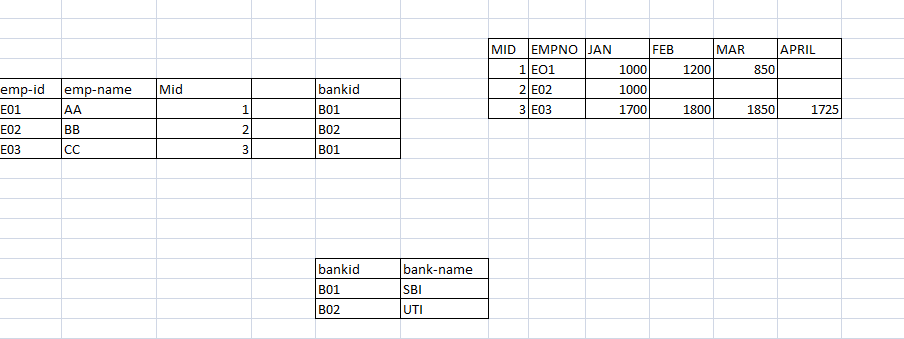 MID EMPNO JAN FEB MAR APRIL
1 EO1 1000 1200 850
2 E02 1000
3 E03 1700 1800 1850 1725
emp-id emp-name Mid bankid
E01 AA 1 B01
E02 BB 2 B02
E03 CC 3 B01
bankid bank-name
B01 SBI
B02 UTI